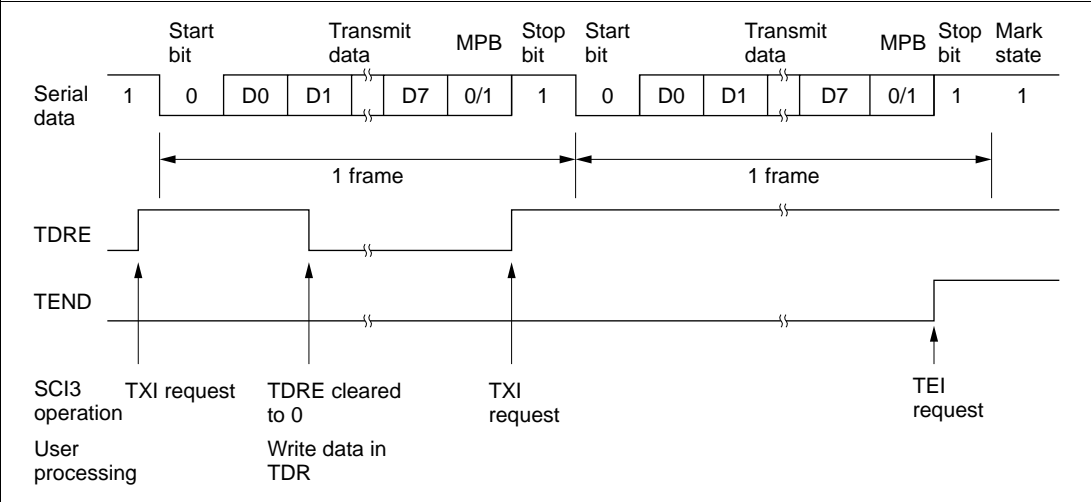 Start bit
Transmit data
MPB
Stop bit
Start bit
Transmit data
MPB
Stop bit
Mark state
Serial data
1
0
D0
D1
D7
0/1
1
0
D0
D1
D7
0/1
1
1
1 frame
1 frame
TDRE
TEND
SCI3 operation
TXI request
TDRE cleared to 0
TXI request
TEI request
User processing
Write data in TDR